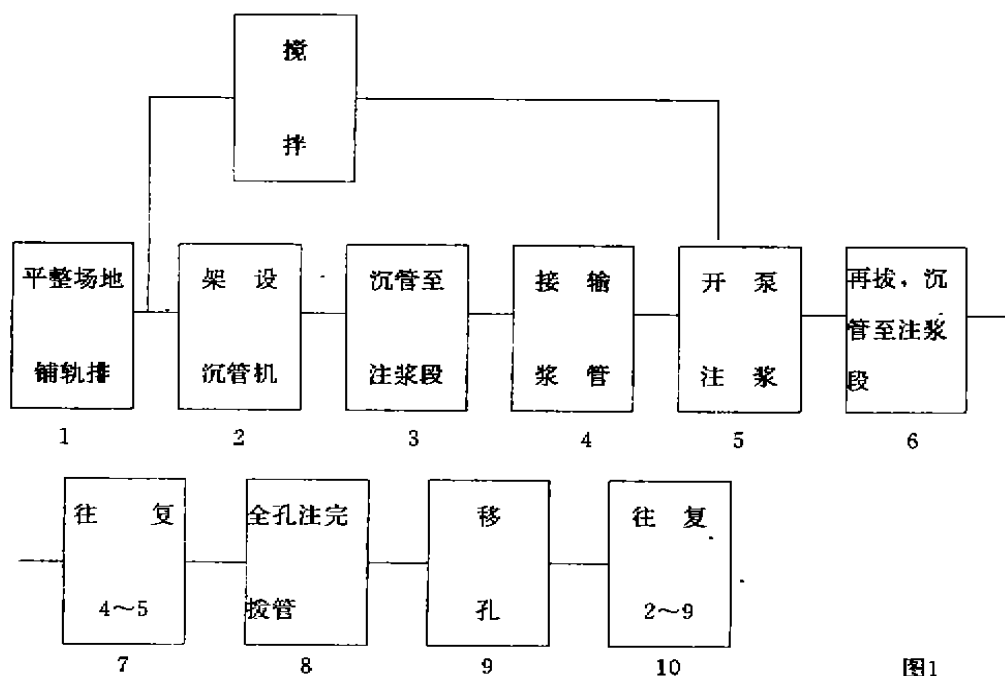 搅
拌
平整场地
铺轨排
架 设
沉管机
沉管至
注浆段
接 输
浆 管
开 泵
注 浆
再拔，沉
管至注浆
段
1 2 3 4 5 6
往 复
4～5
全孔注完
拨管
移
孔
往 复
2～9
7 8 9 10
图1